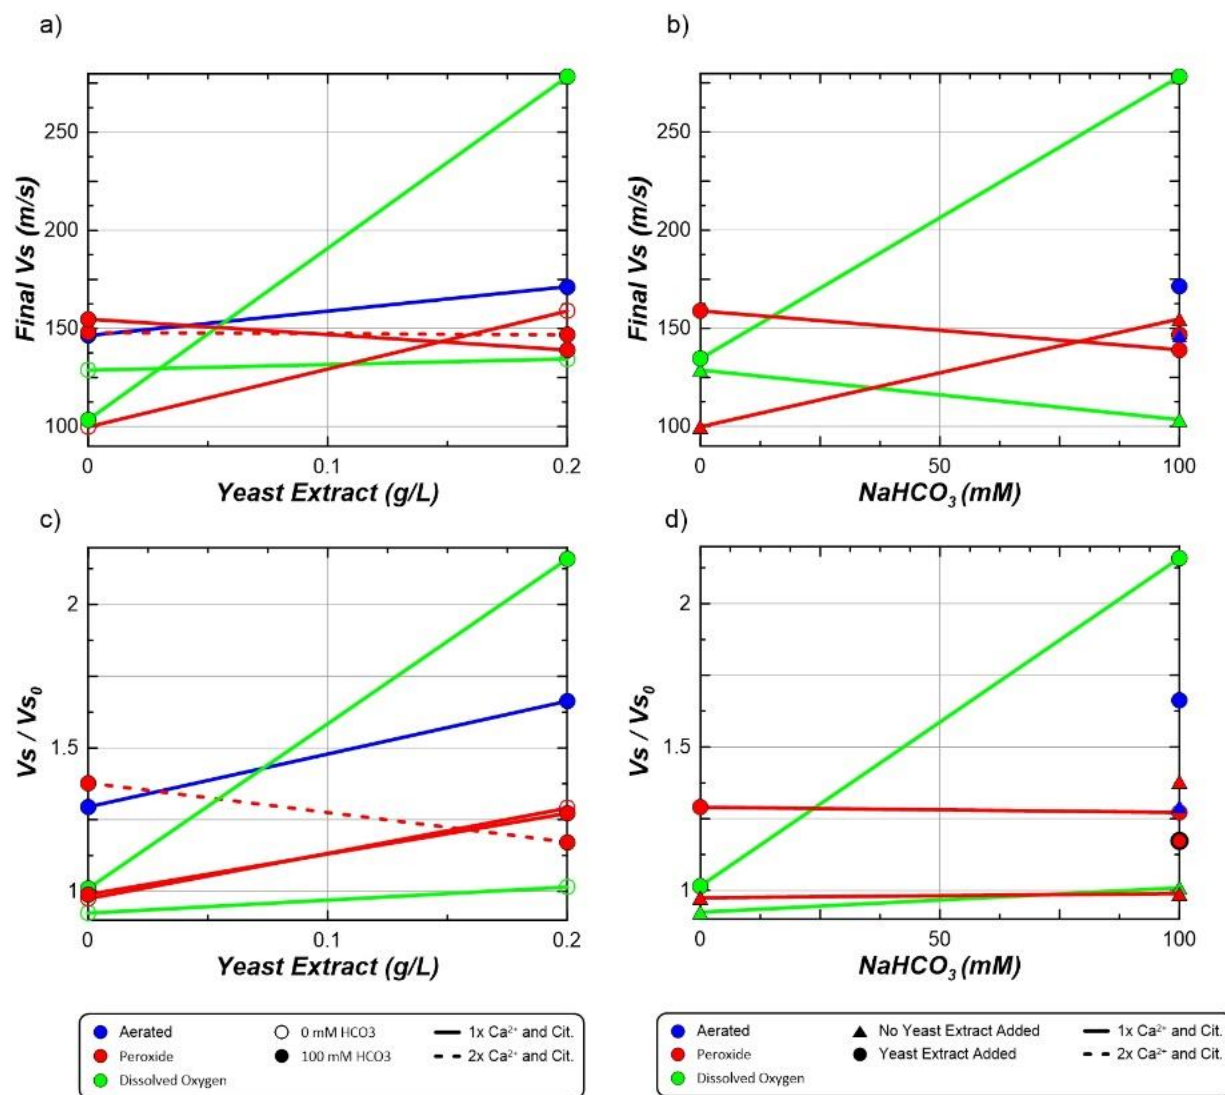 a)
b)
Final Vs (m/s)
250
200
150
100
0
0.1
0.2
Yeast Extract (g/L)
Final Vs (m/s)
250
200
150
100
0
50
100
NaHCO₃ (mM)
c)
d)
Vs / Vs₀
2
1.5
1
0
0.1
0.2
Yeast Extract (g/L)
Vs / Vs₀
2
1.5
1
0
50
100
NaHCO₃ (mM)
Aerated
0 mM HCO3
1x Ca²⁺ and Cit.
Peroxide
100 mM HCO3
2x Ca²⁺ and Cit.
Dissolved Oxygen
Aerated
No Yeast Extract Added
1x Ca²⁺ and Cit.
Peroxide
Yeast Extract Added
2x Ca²⁺ and Cit.
Dissolved Oxygen